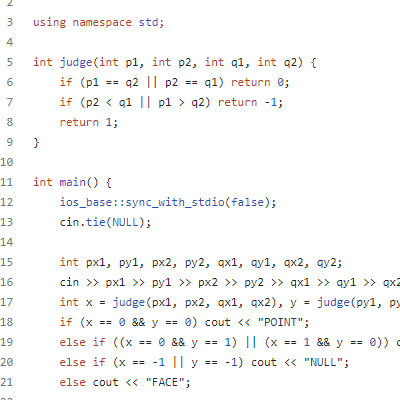 2
3 using namespace std;
4
5 int judge(int p1, int p2, int q1, int q2) {
6 if (p1 == q2 || p2 == q1) return 0;
7 if (p2 < q1 || p1 > q2) return -1;
8 return 1;
9 }
10
11 int main() {
12 ios_base::sync_with_stdio(false);
13 cin.tie(NULL);
14
15 int px1, py1, px2, py2, qx1, qy1, qx2, qy2;
16 cin >> px1 >> py1 >> px2 >> py2 >> qx1 >> qy1 >> qx2
17 int x = judge(px1, px2, qx1, qx2), y = judge(py1, py
18 if (x == 0 && y == 0) cout << "POINT";
19 else if ((x == 0 && y == 1) || (x == 1 && y == 0)) c
20 else if (x == -1 || y == -1) cout << "NULL";
21 else cout << "FACE";